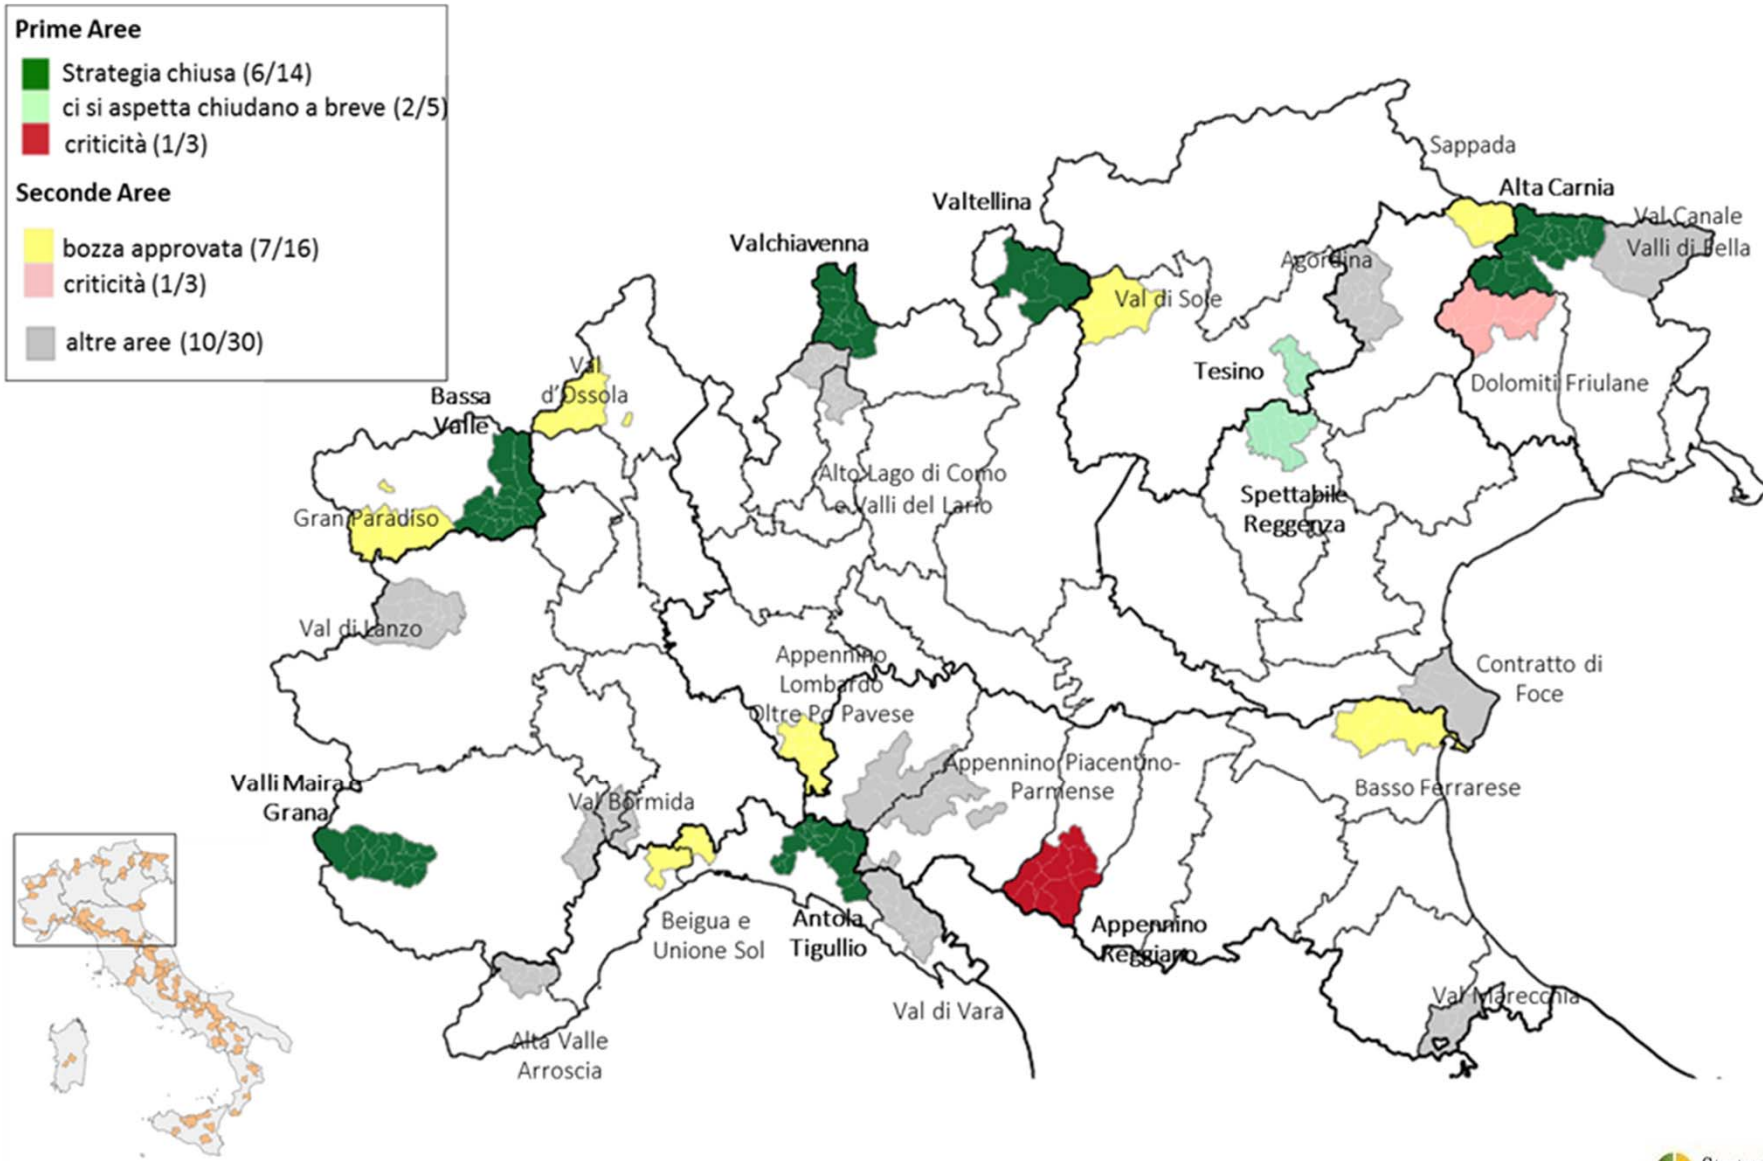 Prime Aree
Strategia chiusa (6/14)
ci si aspetta chiudano a breve (2/5)
criticità (1/3)
Seconde Aree
bozza approvata (7/16)
criticità (1/3)
altre aree (10/30)
Sappada
Alta Carnia
Val Canale
Valli di Fella
Valtellina
Valchiavenna
Agordina
Val di Sole
Tesino
Dolomiti Friulane
Val
d'Ossola
Bassa
Valle
Alto Lago di Como
e Valli del Lario
Spettabile
Reggenza
Gran Paradiso
Val di Lanzo
Appennino
Lombardo
Oltre Po Pavese
Contratto di
Foce
Appennino Piacentino-
Parmense
Basso Ferrarese
Valli Maira e
Grana
Val Bormida
Beigua e
Unione Sol
Antola
Tigullio
Appennino
Reggiano
Val di Vara
Val Marecchia
Alta Valle
Arroscia